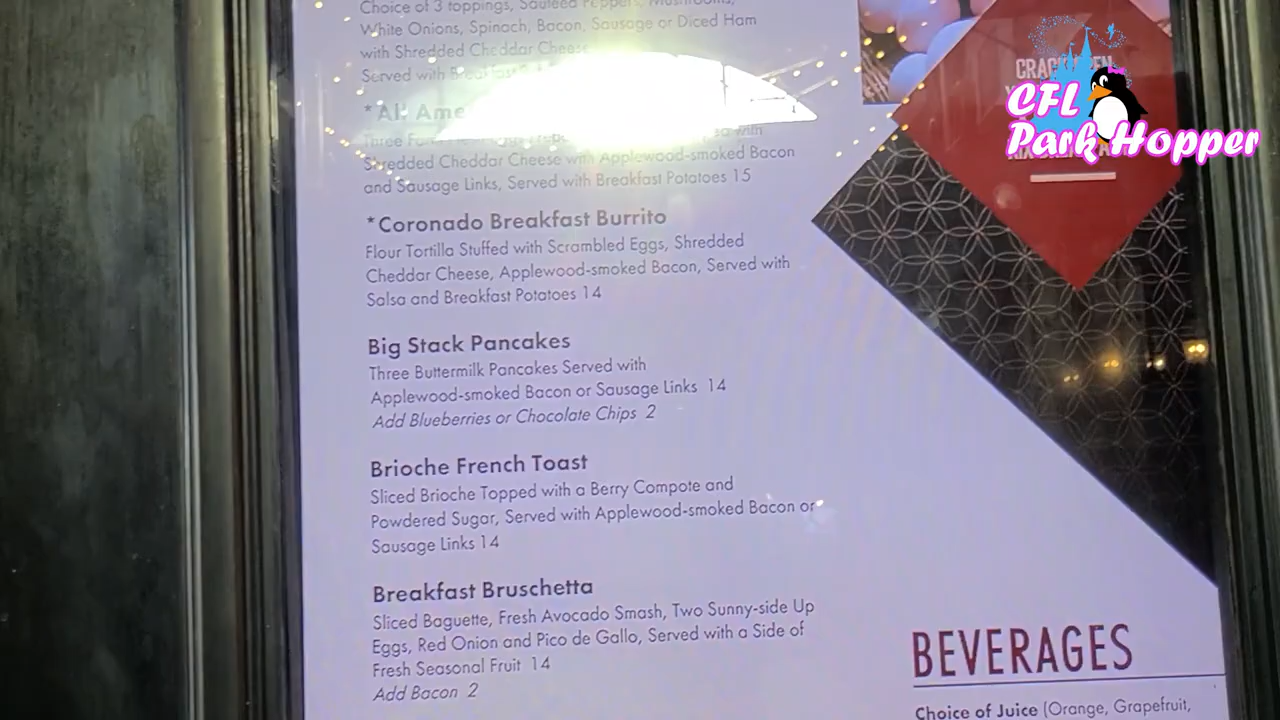 Choice of 3 toppings, Sauteed Peppers, Mushrooms,
White Onions, Spinach, Bacon, Sausage or Diced Ham
with Shredded Cheddar Cheese
Served with Breakfast
*All Ame
Three
Shredded Cheddar Cheese with Applewood-smoked Bacon
and Sausage Links, Served with Breakfast Potatoes 15
*Coronado Breakfast Burrito
Flour Tortilla Stuffed with Scrambled Eggs, Shredded
Cheddar Cheese, Applewood-smoked Bacon, Served with
Salsa and Breakfast Potatoes 14
Big Stack Pancakes
Three Buttermilk Pancakes Served with
Applewood-smoked Bacon or Sausage Links 14
Add Blueberries or Chocolate Chips 2
Brioche French Toast
Sliced Brioche Topped with a Berry Compote and
Powdered Sugar, Served with Applewood-smoked Bacon or
Sausage Links 14
Breakfast Bruschetta
Sliced Baguette, Fresh Avocado Smash, Two Sunny-side Up
Eggs, Red Onion and Pico de Gallo, Served with a Side of
Fresh Seasonal Fruit 14
Add Bacon 2
CFL
Park Hopper
BEVERAGES
Choice of Juice (Orange, Grapefruit,